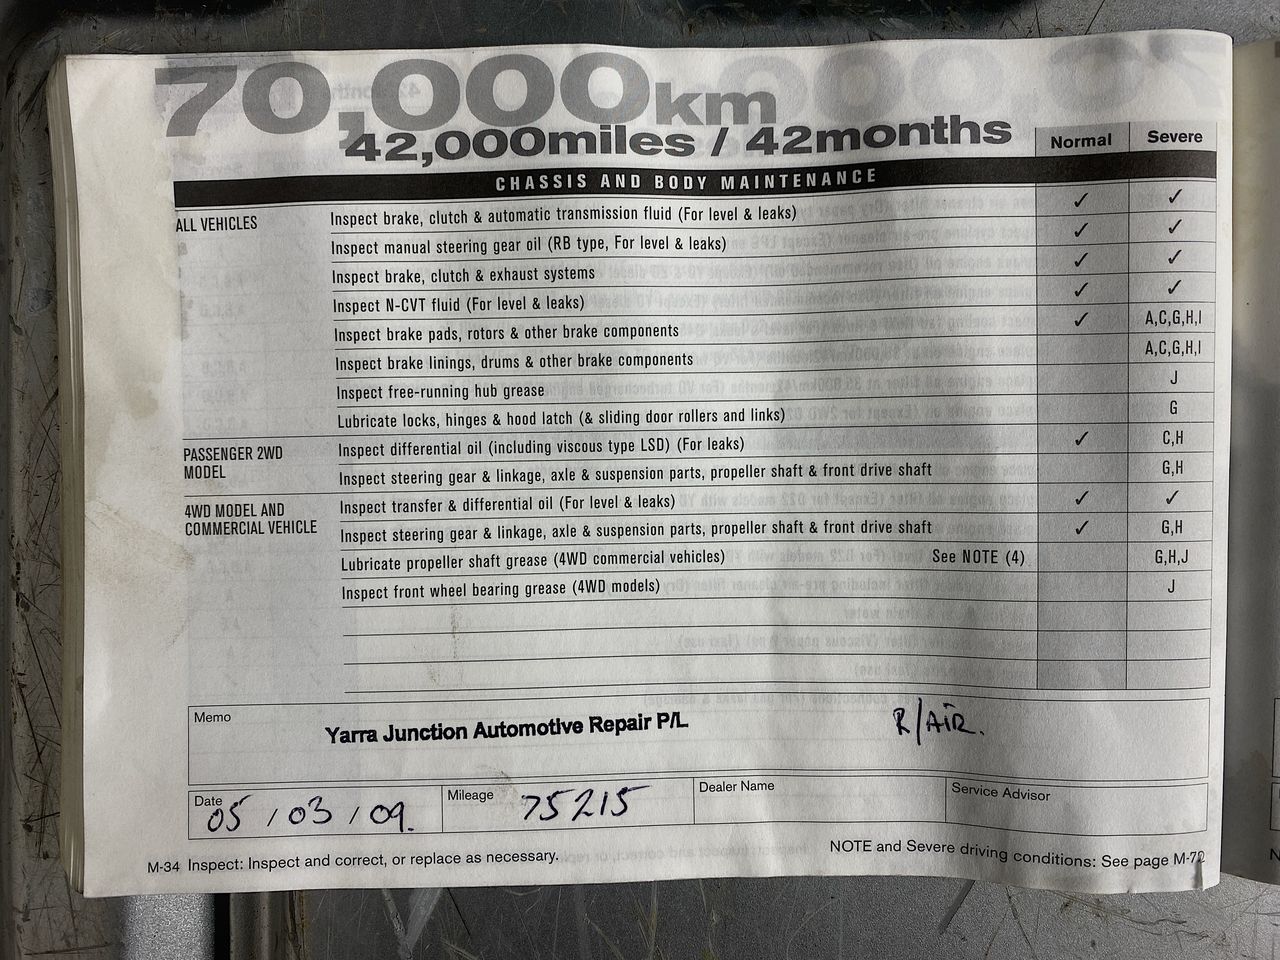 70,000km
42,000miles / 42months
Normal Severe
CHASSIS AND BODY MAINTENANCE
ALL VEHICLES Inspect brake, clutch & automatic transmission fluid (For level & leaks) ✓ ✓
Inspect manual steering gear oil (RB type, For level & leaks) ✓ ✓
Inspect brake, clutch & exhaust systems ✓ ✓
Inspect N-CVT fluid (For level & leaks) ✓ ✓
Inspect brake pads, rotors & other brake components ✓ A,C,G,H,I
Inspect brake linings, drums & other brake components A,C,G,H,I
Inspect free-running hub grease J
Lubricate locks, hinges & hood latch (& sliding door rollers and links) G
PASSENGER 2WD Inspect differential oil (including viscous type LSD) (For leaks) ✓ C,H
MODEL Inspect steering gear & linkage, axle & suspension parts, propeller shaft & front drive shaft G,H
4WD MODEL AND Inspect transfer & differential oil (For level & leaks) ✓ ✓
COMMERCIAL VEHICLE Inspect steering gear & linkage, axle & suspension parts, propeller shaft & front drive shaft ✓ G,H
Lubricate propeller shaft grease (4WD commercial vehicles) See NOTE (4) G,H,J
Inspect front wheel bearing grease (4WD models) J
Memo
Yarra Junction Automotive Repair P/L R/AIR.
Date 05 / 03 / 09. Mileage 75215 Dealer Name Service Advisor
M-34 Inspect: Inspect and correct, or replace as necessary. NOTE and Severe driving conditions: See page M-72